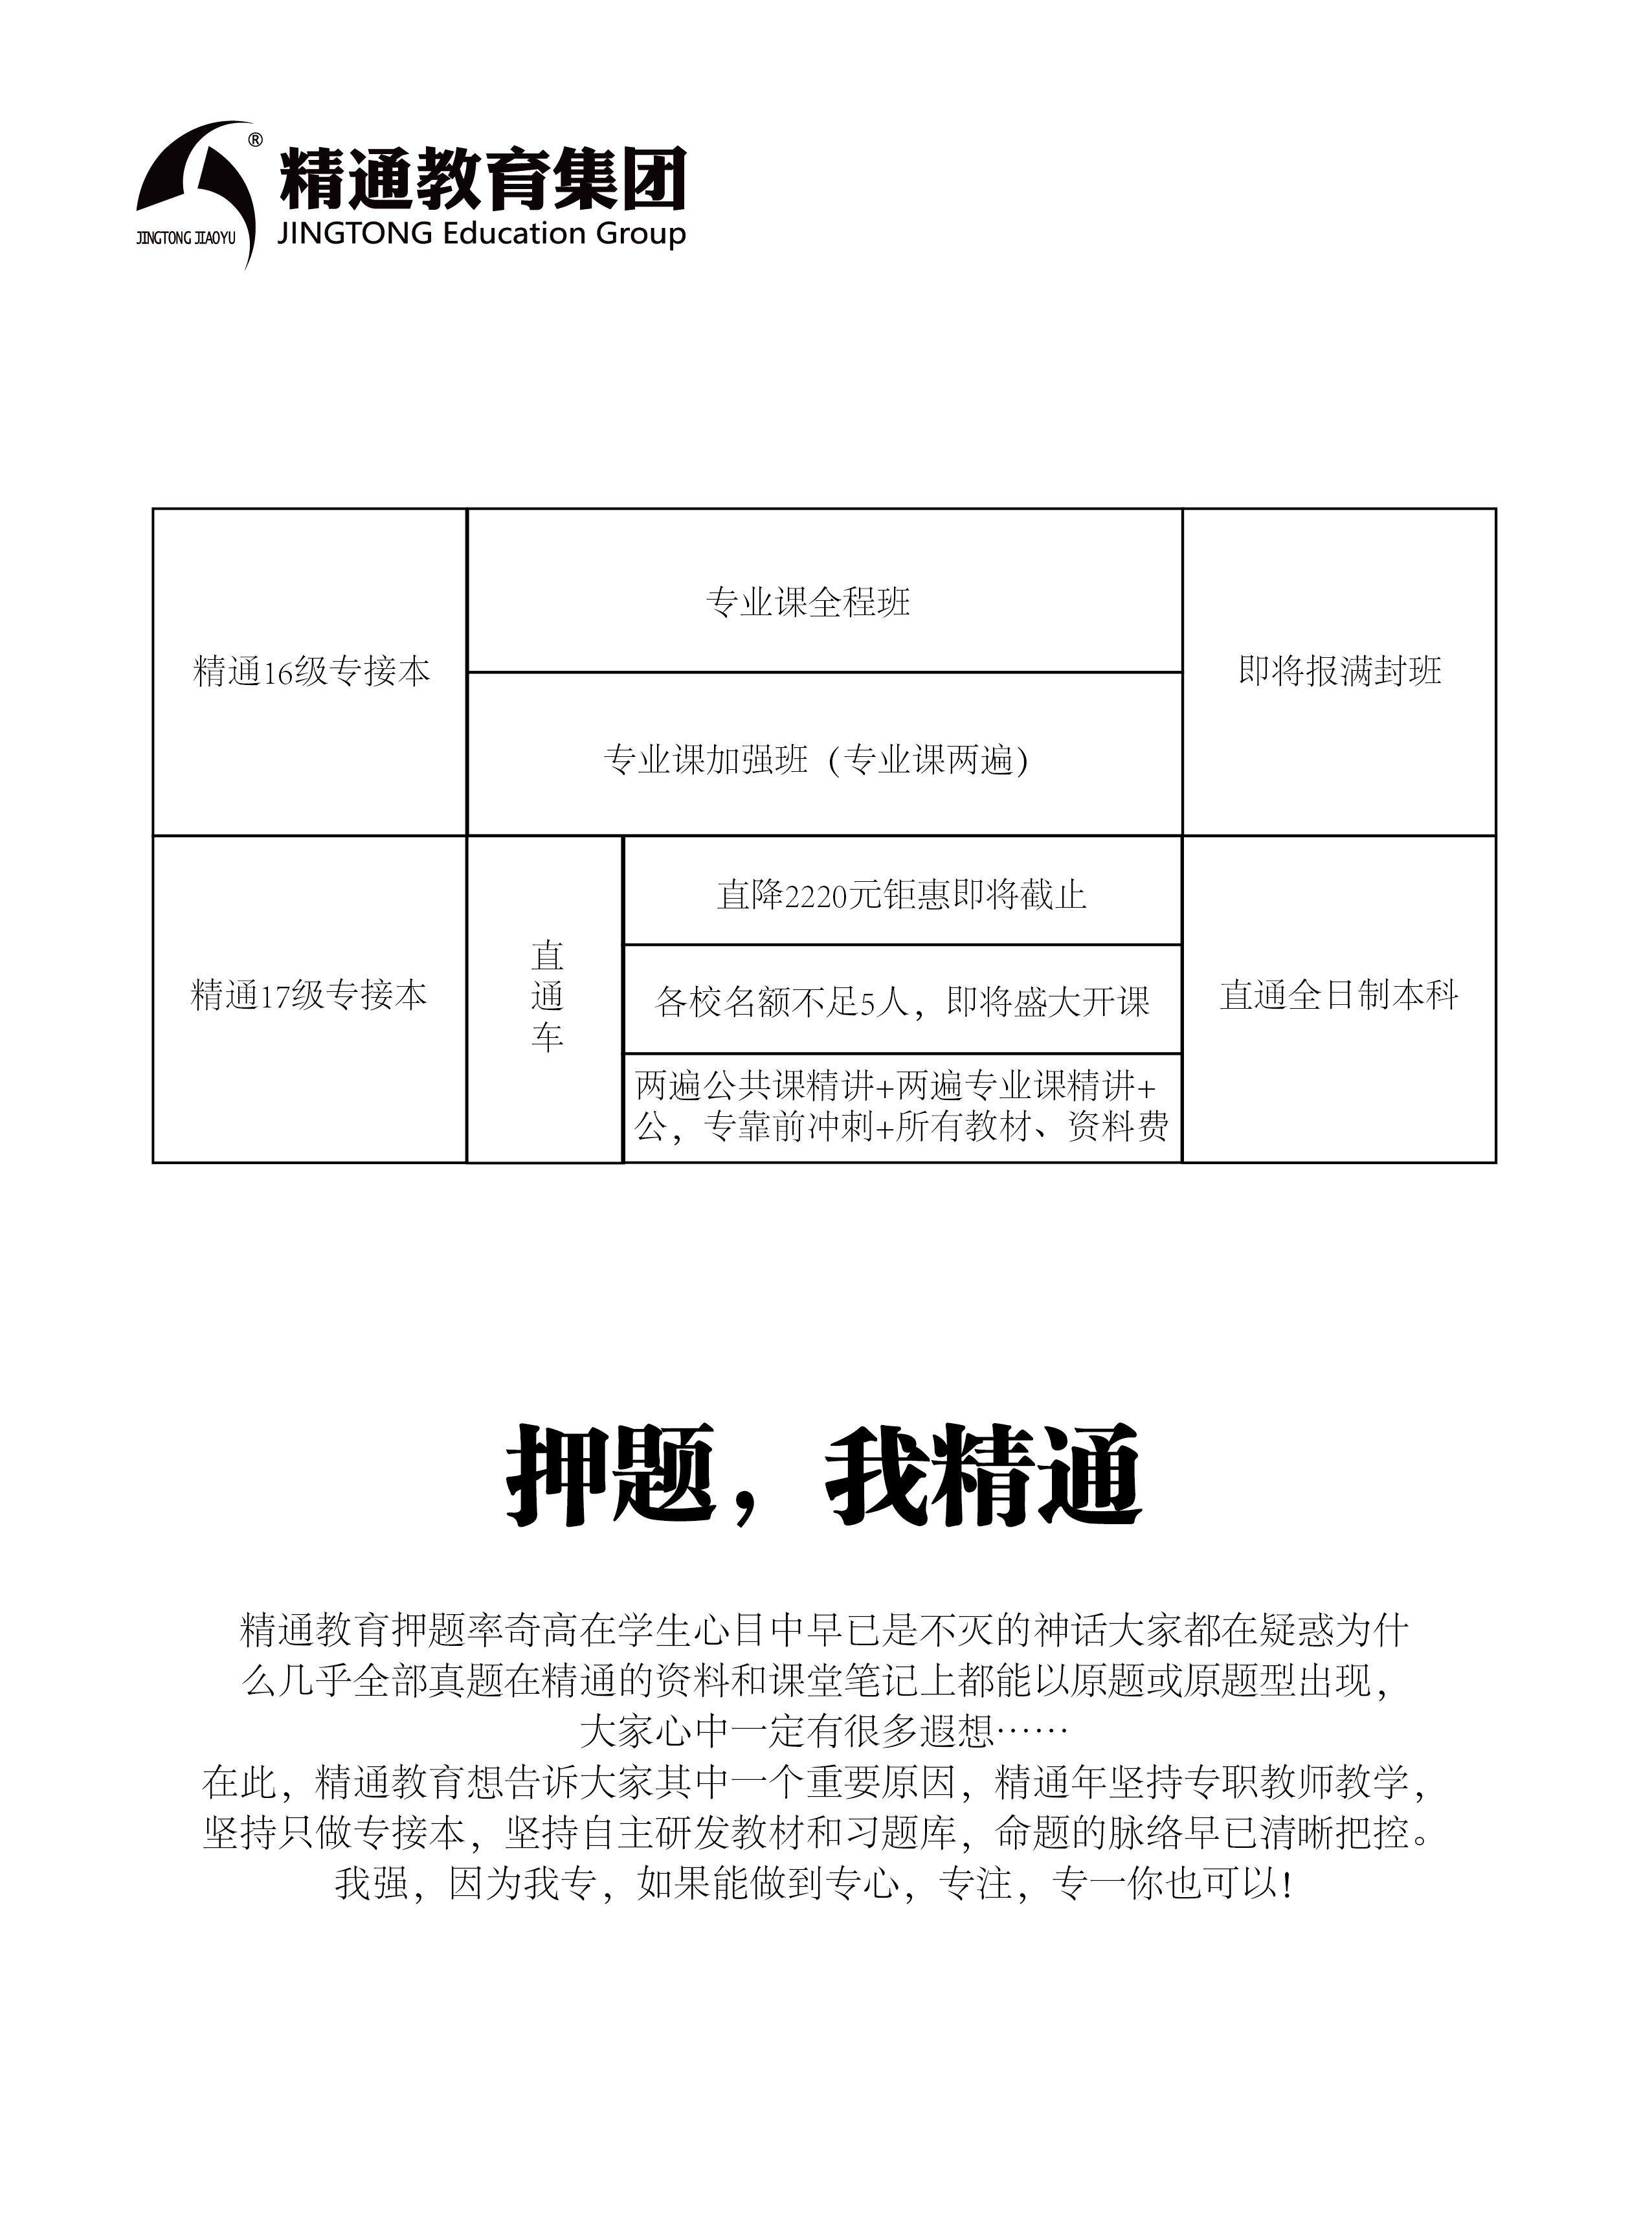 ®
精通教育集团
JINGTONG JIAOYU
JINGTONG Education Group
精通16级专接本
专业课全程班
专业课加强班（专业课两遍）
即将报满封班
精通17级专接本
直
通
车
直降2220元钜惠即将截止
各校名额不足5人，即将盛大开课
两遍公共课精讲+两遍专业课精讲+
公，专靠前冲刺+所有教材、资料费
直通全日制本科
押题，我精通
精通教育押题率奇高在学生心目中早已是不灭的神话大家都在疑惑为什
么几乎全部真题在精通的资料和课堂笔记上都能以原题或原题型出现，
大家心中一定有很多遐想……
在此，精通教育想告诉大家其中一个重要原因，精通年坚持专职教师教学，
坚持只做专接本，坚持自主研发教材和习题库，命题的脉络早已清晰把控。
我强，因为我专，如果能做到专心，专注，专一你也可以!